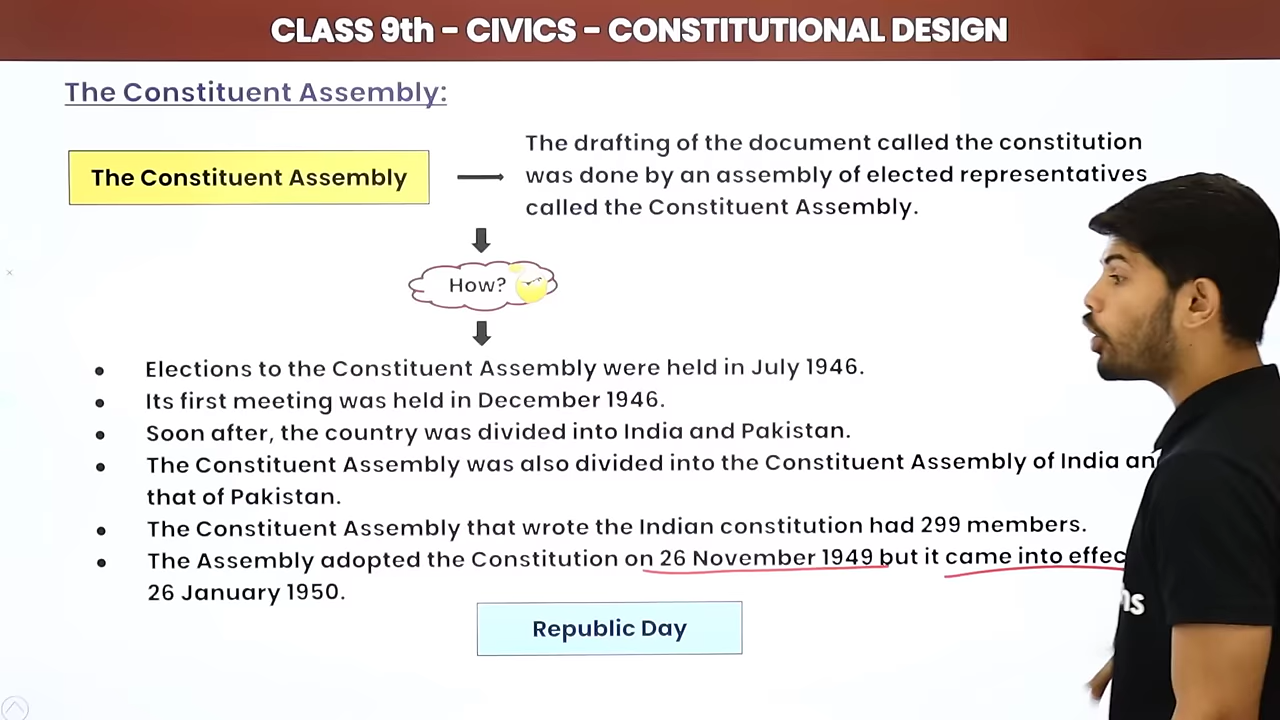 CLASS 9th - CIVICS - CONSTITUTIONAL DESIGN
The Constituent Assembly:
The Constituent Assembly
The drafting of the document called the constitution
was done by an assembly of elected representatives
called the Constituent Assembly.
How?
• Elections to the Constituent Assembly were held in July 1946.
• Its first meeting was held in December 1946.
• Soon after, the country was divided into India and Pakistan.
• The Constituent Assembly was also divided into the Constituent Assembly of India an
that of Pakistan.
• The Constituent Assembly that wrote the Indian constitution had 299 members.
• The Assembly adopted the Constitution on 26 November 1949 but it came into effec
26 January 1950.
Republic Day